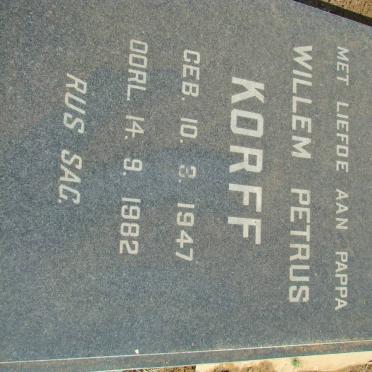 MET LIEFDE AAN PAPPA
WILLEM PETRUS
KORFF
GEB. 10. 3. 1947
OORL. 14. 9. 1982
RUS SAG.